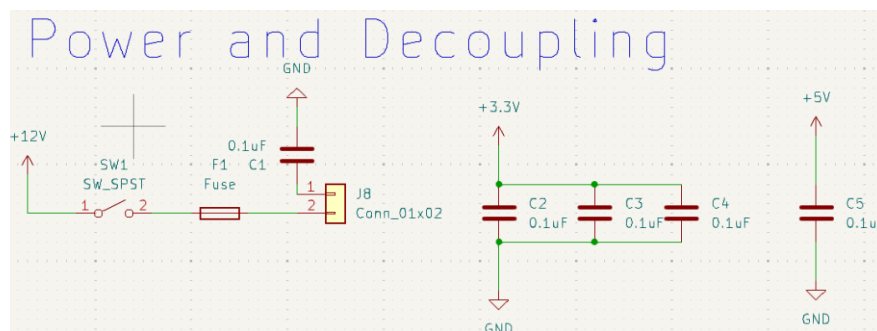 Power and Decoupling
GND
+12V
SW1
SW_SPST
1
2
F1
Fuse
0.1uF
C1
1
2
J8
Conn_01x02
+3.3V
C2
0.1uF
C3
0.1uF
C4
0.1uF
GND
+5V
C5
GND